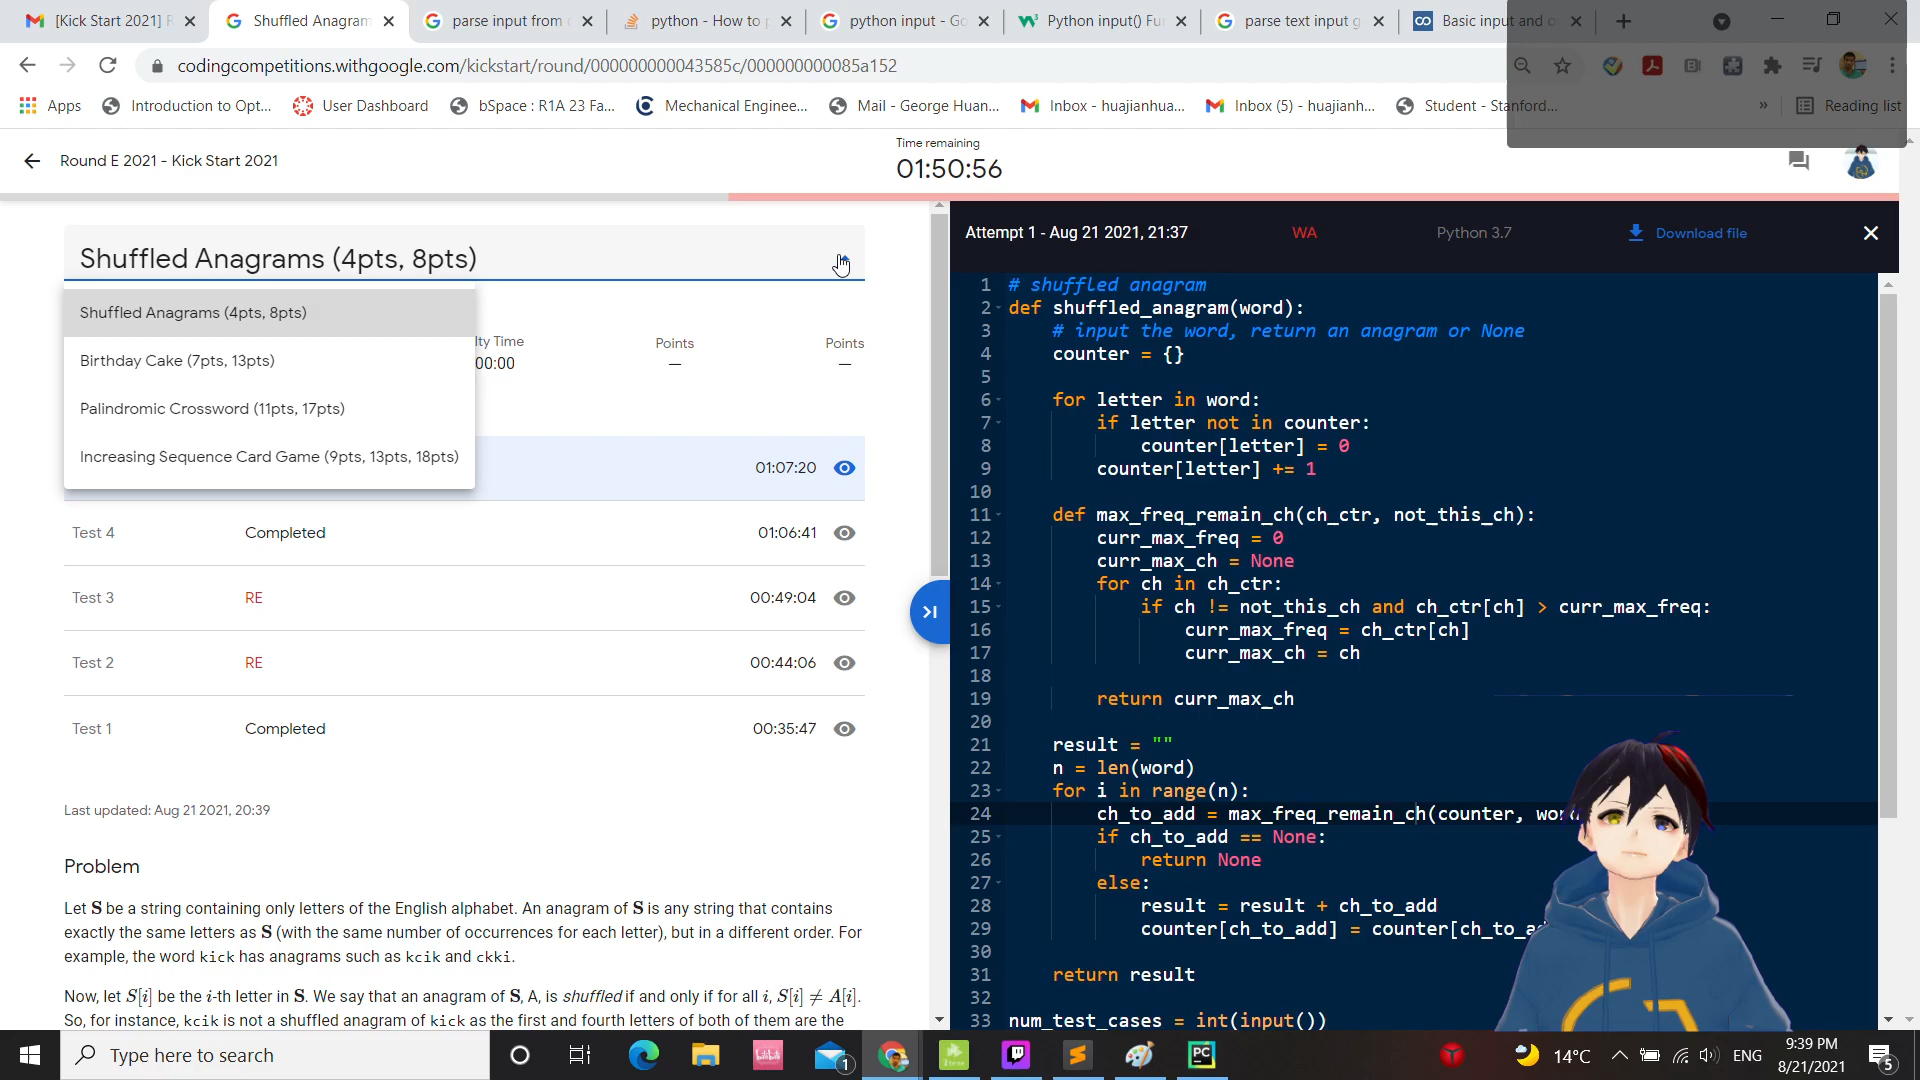 [Kick Start 2021] R
Shuffled Anagram
parse input from
python - How to p
python input - Go
Python input() Fu
parse text input g
Basic input and o
codingcompetitions.withgoogle.com/kickstart/round/000000000043585c/000000000085a152
Apps
Introduction to Opt...
User Dashboard
bSpace : R1A 23 Fa...
Mechanical Enginee...
Mail - George Huan...
Inbox - huajianhua...
Inbox (5) - huajianh...
Student - Stanford...
»
Reading list
Round E 2021 - Kick Start 2021
Time remaining
01:50:56
Shuffled Anagrams (4pts, 8pts)
Shuffled Anagrams (4pts, 8pts)
Birthday Cake (7pts, 13pts)
Palindromic Crossword (11pts, 17pts)
Increasing Sequence Card Game (9pts, 13pts, 18pts)
lty Time
00:00
Points
—
Points
—
01:07:20
Test 4 Completed 01:06:41
Test 3 RE 00:49:04
Test 2 RE 00:44:06
Test 1 Completed 00:35:47
Last updated: Aug 21 2021, 20:39
Problem
Let S be a string containing only letters of the English alphabet. An anagram of S is any string that contains
exactly the same letters as S (with the same number of occurrences for each letter), but in a different order. For
example, the word kick has anagrams such as kcik and ckki.
Now, let S[i] be the i-th letter in S. We say that an anagram of S, A, is shuffled if and only if for all i, S[i] ≠ A[i].
So, for instance, kcik is not a shuffled anagram of kick as the first and fourth letters of both of them are the
Attempt 1 - Aug 21 2021, 21:37 WA Python 3.7 Download file
1 # shuffled anagram
2 def shuffled_anagram(word):
3 # input the word, return an anagram or None
4 counter = {}
5
6 for letter in word:
7 if letter not in counter:
8 counter[letter] = 0
9 counter[letter] += 1
10
11 def max_freq_remain_ch(ch_ctr, not_this_ch):
12 curr_max_freq = 0
13 curr_max_ch = None
14 for ch in ch_ctr:
15 if ch != not_this_ch and ch_ctr[ch] > curr_max_freq:
16 curr_max_freq = ch_ctr[ch]
17 curr_max_ch = ch
18
19 return curr_max_ch
20
21 result = ""
22 n = len(word)
23 for i in range(n):
24 ch_to_add = max_freq_remain_ch(counter, word
25 if ch_to_add == None:
26 return None
27 else:
28 result = result + ch_to_add
29 counter[ch_to_add] = counter[ch_to_ad
30
31 return result
32
33 num_test_cases = int(input())
Type here to search
1
PC
14°C
ENG
9:39 PM
8/21/2021
5